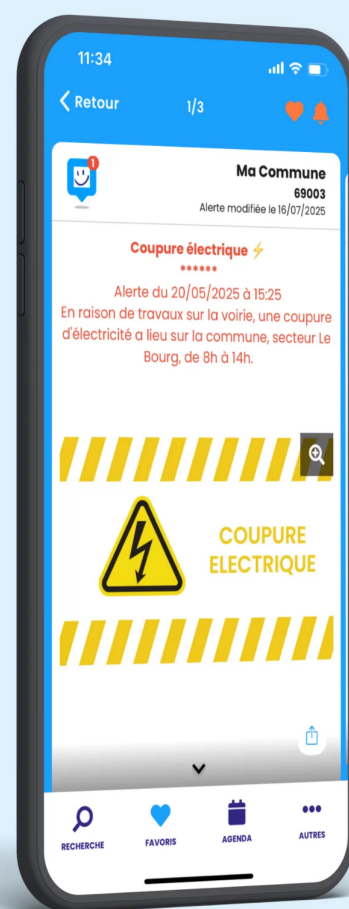 11:34
Retour
1/3
1
Ma Commune
69003
Alerte modifiée le 16/07/2025
Coupure électrique ⚡
******
Alerte du 20/05/2025 à 15:25
En raison de travaux sur la voirie, une coupure
d'électricité a lieu sur la commune, secteur Le
Bourg, de 8h à 14h.
COUPURE
ELECTRIQUE
RECHERCHE
FAVORIS
AGENDA
AUTRES